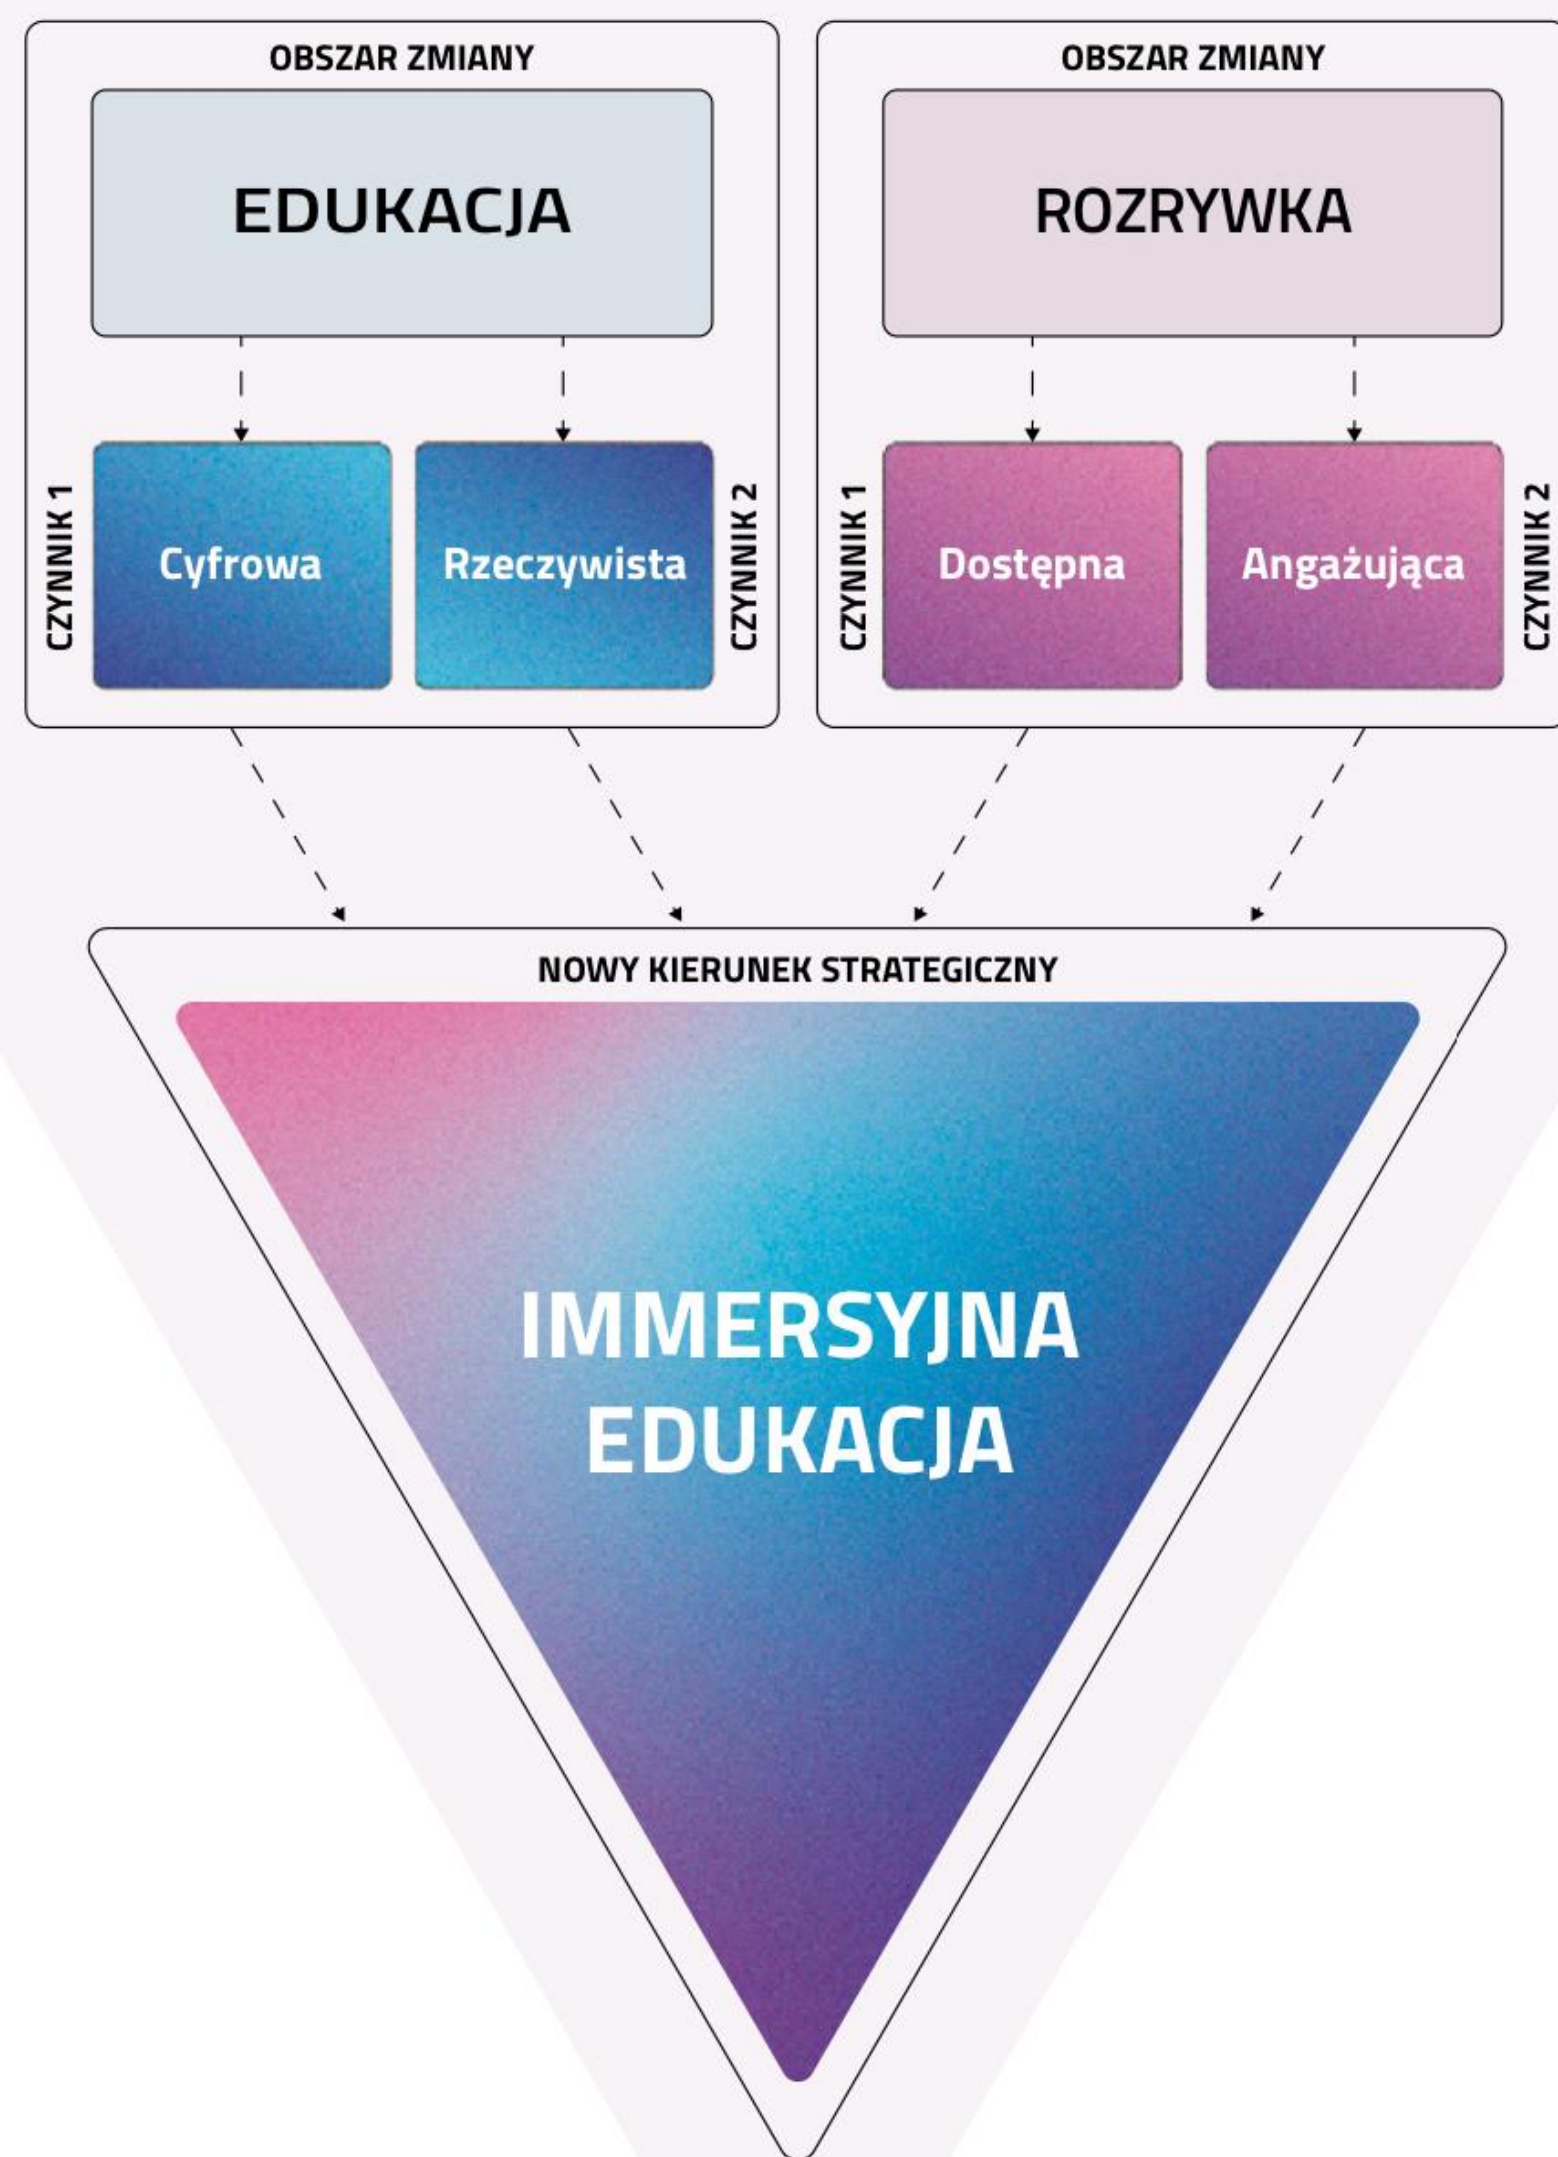 OBSZAR ZMIANY
EDUKACJA
CZYNNIK 1
Cyfrowa
Rzeczywista
CZYNNIK 2
OBSZAR ZMIANY
ROZRYWKA
CZYNNIK 1
Dostępna
Angażująca
CZYNNIK 2
NOWY KIERUNEK STRATEGICZNY
IMMERSYJNA
EDUKACJA